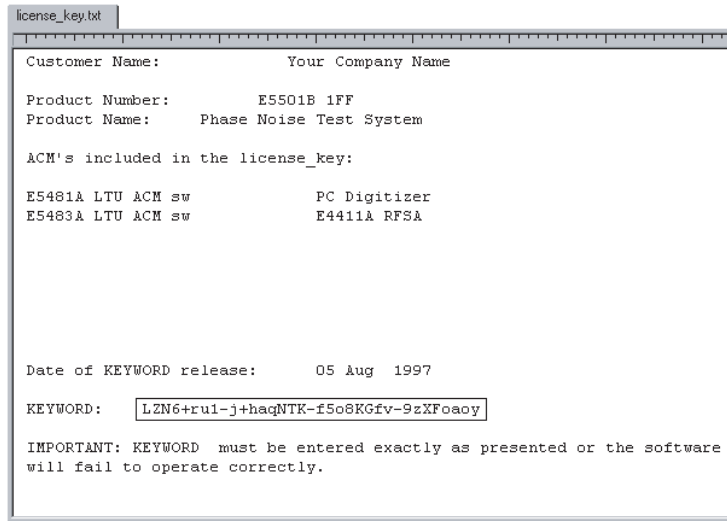 license_key.txt
Customer Name: Your Company Name
Product Number: E5501B 1FF
Product Name: Phase Noise Test System
ACM's included in the license_key:
E5481A LTU ACM sw PC Digitizer
E5483A LTU ACM sw E4411A RFSA
Date of KEYWORD release: 05 Aug 1997
KEYWORD: LZN6+ru1-j+haqNTK-f5o8KGfv-9zXFoaoy
IMPORTANT: KEYWORD must be entered exactly as presented or the software
will fail to operate correctly.